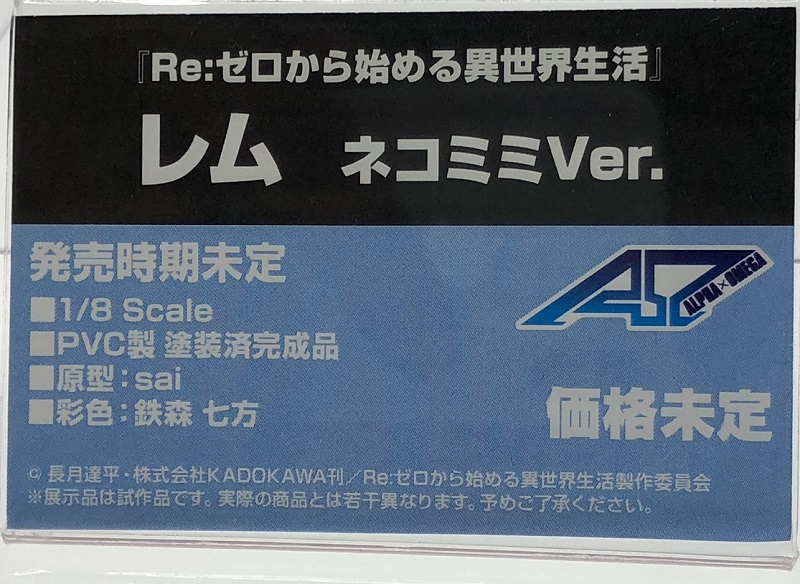 『Re:ゼロから始める異世界生活』
レム ネコミミVer.
発売時期未定
■1/8 Scale
■PVC製 塗装済完成品
■原型：sai
■彩色：鉄森 七方
AΩ
ALPHA×OMEGA
価格未定
© 長月達平・株式会社KADOKAWA刊／Re:ゼロから始める異世界生活製作委員会
※展示品は試作品です。実際の商品とは若干異なります。予めご了承ください。